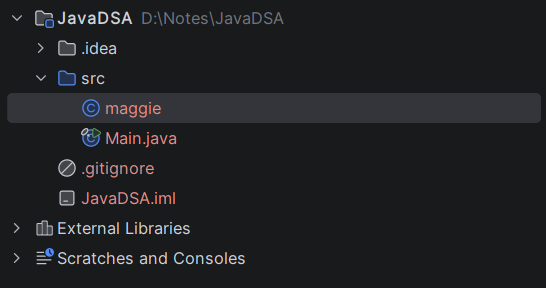 JavaDSA D:\Notes\JavaDSA
.idea
src
maggie
Main.java
.gitignore
JavaDSA.iml
External Libraries
Scratches and Consoles